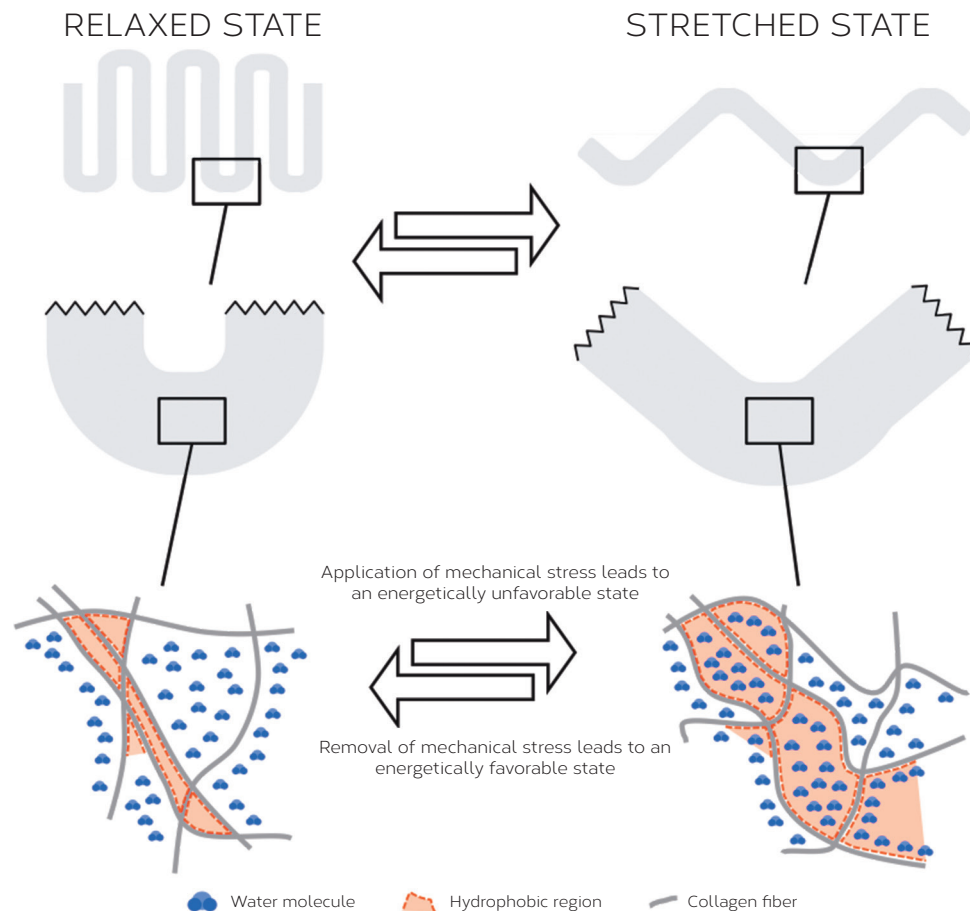 RELAXED STATE
STRETCHED STATE
Application of mechanical stress leads to
an energetically unfavorable state
Removal of mechanical stress leads to an
energetically favorable state
Water molecule
Hydrophobic region
Collagen fiber